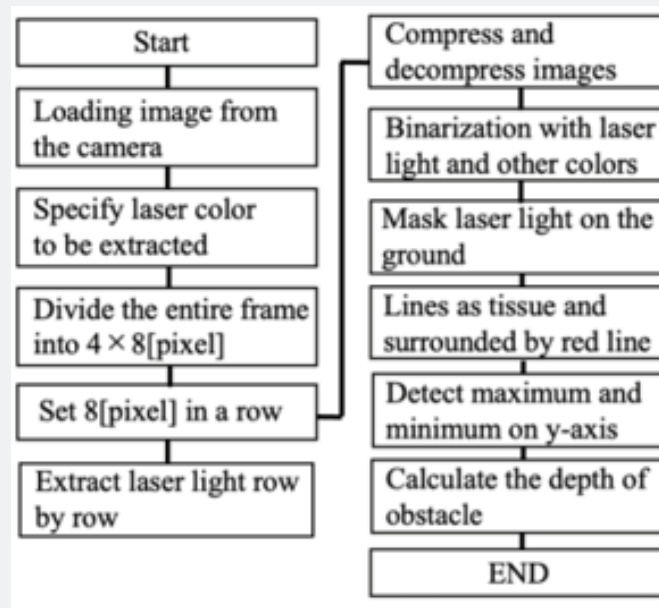 Start
Loading image from
the camera
Specify laser color
to be extracted
Divide the entire frame
into 4 × 8[pixel]
Set 8[pixel] in a row
Extract laser light row
by row
Compress and
decompress images
Binarization with laser
light and other colors
Mask laser light on the
ground
Lines as tissue and
surrounded by red line
Detect maximum and
minimum on y-axis
Calculate the depth of
obstacle
END